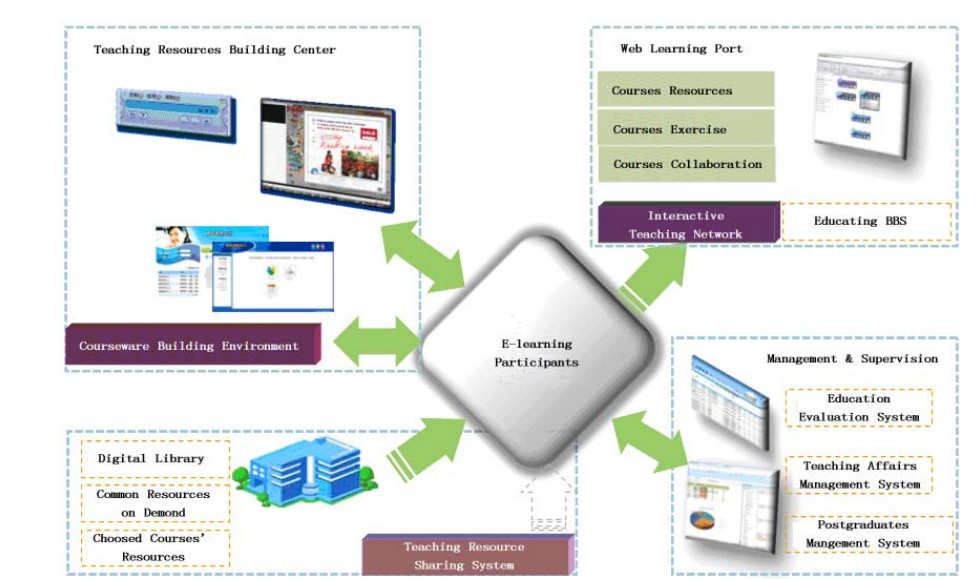 Teaching Resources Building Center
Courseware Building Environment
Web Learning Port
Courses Resources
Courses Exercise
Courses Collaboration
Interactive
Teaching Network
Educating BBS
E-learning
Participants
Management & Supervision
Education
Evaluation System
Teaching Affairs
Management System
Postgraduates
Mangement System
Digital Library
Common Resources
on Demand
Choosed Courses'
Resources
Teaching Resource
Sharing System